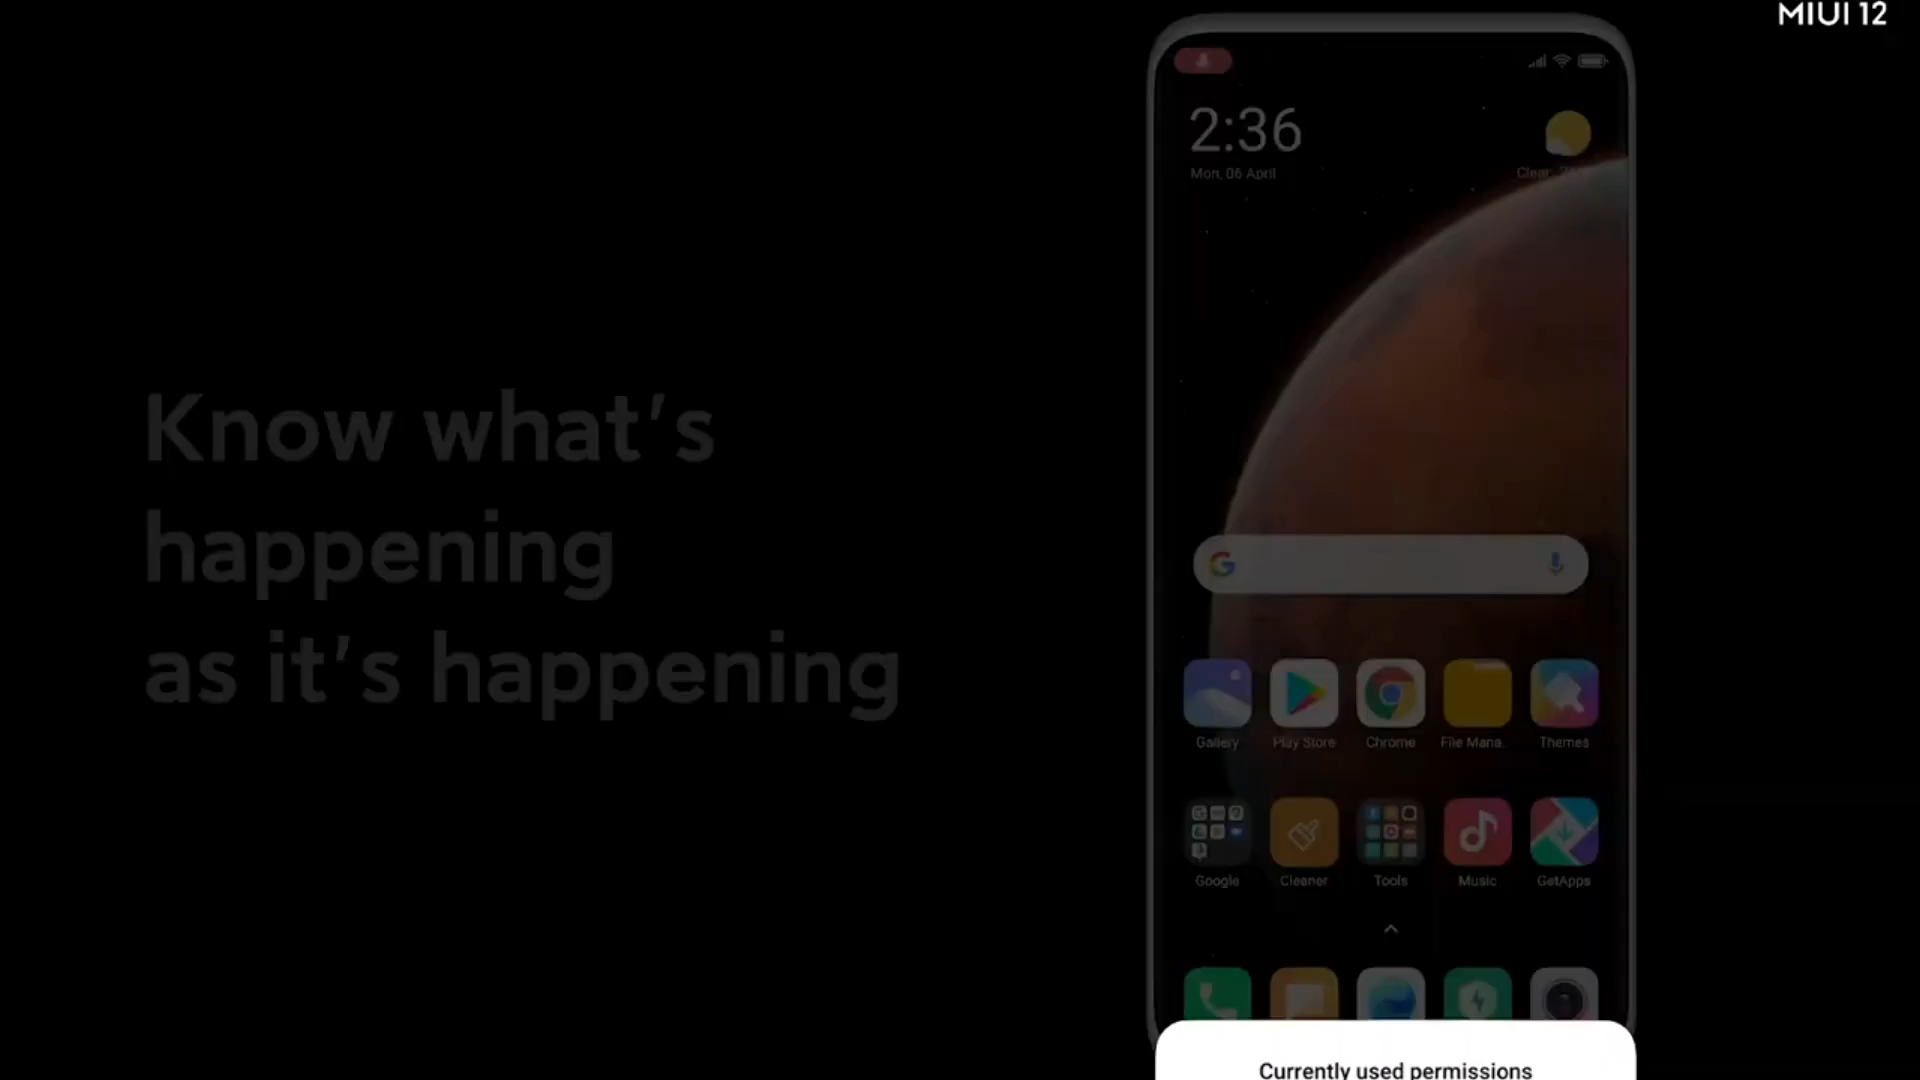 MIUI 12
2:36
Mon, 06 April
Clear
Know what's
happening
as it's happening
Gallery
Play Store
Chrome
File Mana..
Themes
Google
Cleaner
Tools
Music
GetApps
Currently used permissions